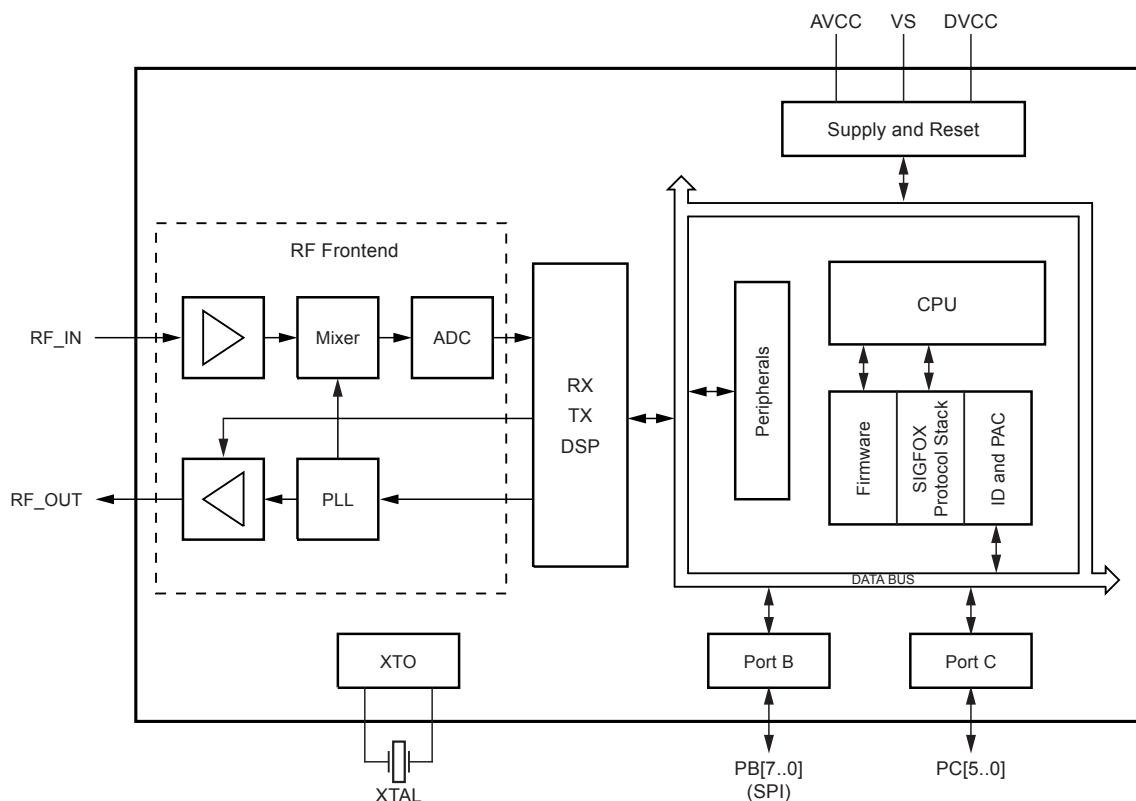 AVCC VS DVCC
Supply and Reset
RF Frontend
CPU
RF_IN
Mixer
ADC
RX
TX
DSP
Peripherals
Firmware
SIGFOX
Protocol Stack
ID and PAC
RF_OUT
PLL
DATA BUS
XTO
Port B
Port C
XTAL
PB[7..0]
(SPI)
PC[5..0]